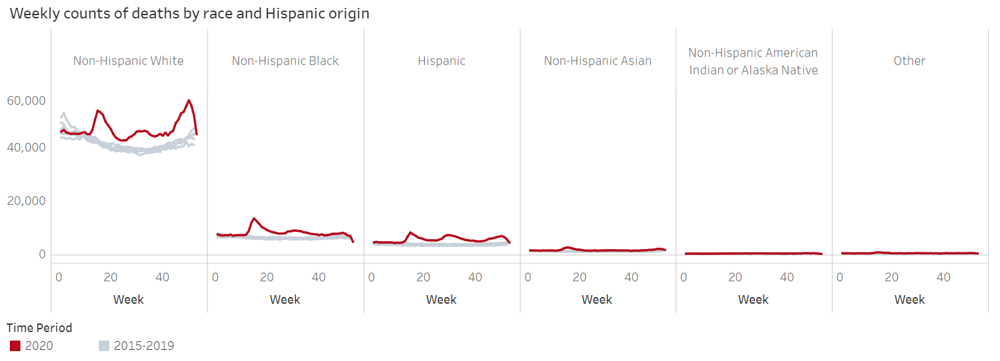 Weekly counts of deaths by race and Hispanic origin
Non-Hispanic White
Non-Hispanic Black
Hispanic
Non-Hispanic Asian
Non-Hispanic American
Indian or Alaska Native
Other
60,000
40,000
20,000
0
0 20 40
0 20 40
0 20 40
0 20 40
0 20 40
0 20 40
Week
Week
Week
Week
Week
Week
Time Period
2020
2015-2019